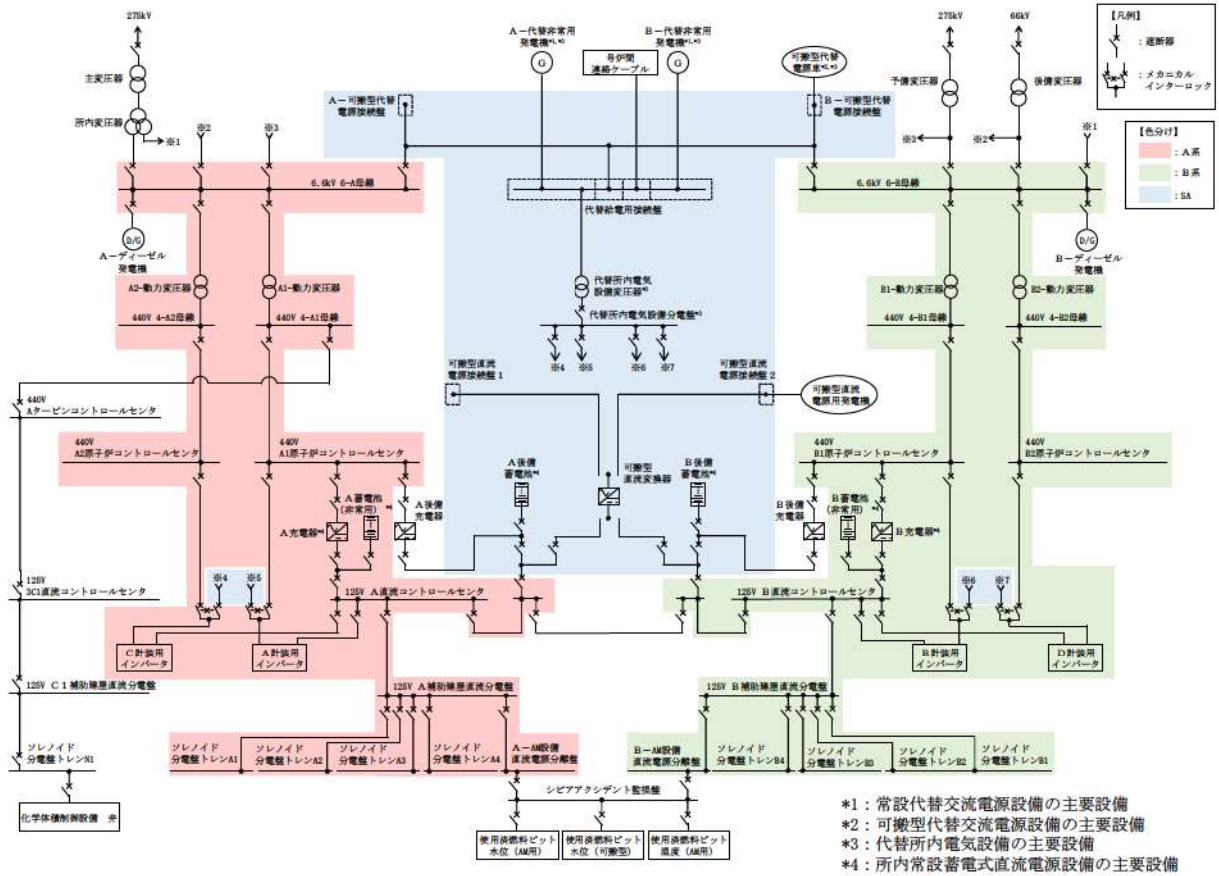 275kV
主変圧器
所内変圧器
※1
※2
※3
A－代替非常用
発電機*1,*3
G
号炉間
連絡ケーブル
B－代替非常用
発電機*1,*3
G
可搬型代替
電源車*2,*3
275kV
66kV
予備変圧器
後備変圧器
※3
※2
※1
【凡例】
：遮断器
：メカニカル
インターロック
【色分け】
：A系
：B系
：SA
A－可搬型代替
電源接続盤
B－可搬型代替
電源接続盤
6.6kV 6-A母線
代替給電用接続盤
6.6kV 6-B母線
D/G
A－ディーゼル
発電機
D/G
B－ディーゼル
発電機
A2-動力変圧器
A1-動力変圧器
代替所内電気
設備変圧器*3
B1-動力変圧器
B2-動力変圧器
440V 4-A2母線
440V 4-A1母線
代替所内電気設備分電盤*3
440V 4-B1母線
440V 4-B2母線
※4
※5
※6
※7
可搬型直流
電源接続盤1
可搬型直流
電源接続盤2
可搬型直流
電源用発電機
440V
Aタービンコントロールセンタ
440V
A2原子炉コントロールセンタ
440V
A1原子炉コントロールセンタ
440V
B1原子炉コントロールセンタ
440V
B2原子炉コントロールセンタ
A後備
蓄電池*4
可搬型
直流変換器
B後備
蓄電池*4
A蓄電池
(非常用)
*4
A後備
充電器
A充電器*4
B後備
充電器
B蓄電池
(非常用)
*4
B充電器*4
125V
3C1直流コントロールセンタ
※4
※5
125V A直流コントロールセンタ
125V B直流コントロールセンタ
※6
※7
C計装用
インバータ
A計装用
インバータ
B計装用
インバータ
D計装用
インバータ
125V C1補助建屋直流分電盤
125V A補助建屋直流分電盤
125V B補助建屋直流分電盤
ソレノイド
分電盤トレンN1
ソレノイド
分電盤トレンA1
ソレノイド
分電盤トレンA2
ソレノイド
分電盤トレンA3
ソレノイド
分電盤トレンA4
A－AM設備
直流電源分離盤
B－AM設備
直流電源分離盤
ソレノイド
分電盤トレンB4
ソレノイド
分電盤トレンB3
ソレノイド
分電盤トレンB2
ソレノイド
分電盤トレンB1
シビアアクシデント監視盤
化学体積制御設備 弁
使用済燃料ピット
水位(AM用)
使用済燃料ピット
水位(可搬型)
使用済燃料ピット
温度(AM用)
*1：常設代替交流電源設備の主要設備
*2：可搬型代替交流電源設備の主要設備
*3：代替所内電気設備の主要設備
*4：所内常設蓄電式直流電源設備の主要設備